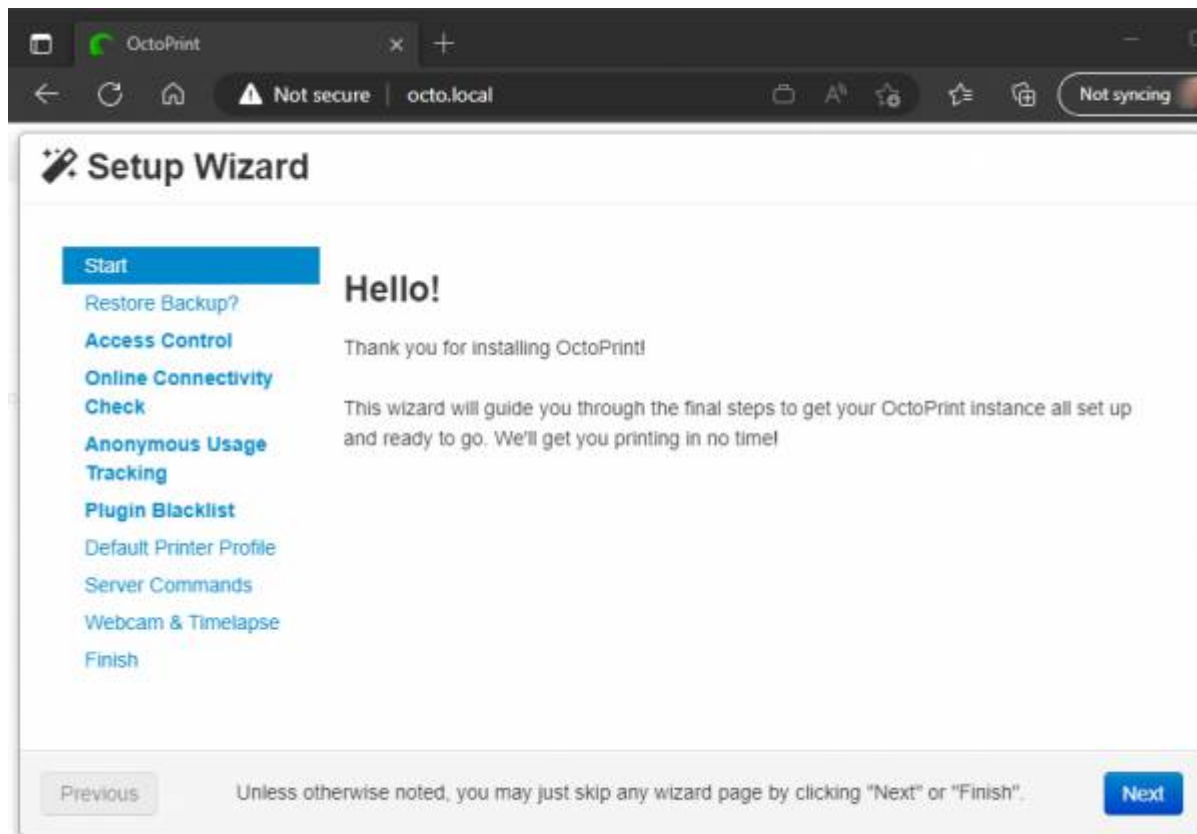 OctoPrint
Not secure octo.local
Not syncing
Setup Wizard
Start
Restore Backup?
Access Control
Online Connectivity
Check
Anonymous Usage
Tracking
Plugin Blacklist
Default Printer Profile
Server Commands
Webcam & Timelapse
Finish
Hello!
Thank you for installing OctoPrint!
This wizard will guide you through the final steps to get your OctoPrint instance all set up
and ready to go. We'll get you printing in no time!
Previous
Unless otherwise noted, you may just skip any wizard page by clicking "Next" or "Finish".
Next